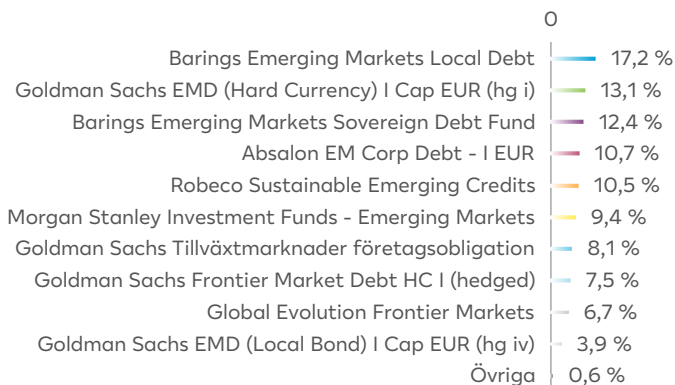 0
Barings Emerging Markets Local Debt 17,2 %
Goldman Sachs EMD (Hard Currency) I Cap EUR (hg i) 13,1 %
Barings Emerging Markets Sovereign Debt Fund 12,4 %
Absalon EM Corp Debt - I EUR 10,7 %
Robeco Sustainable Emerging Credits 10,5 %
Morgan Stanley Investment Funds - Emerging Markets 9,4 %
Goldman Sachs Tillväxtmarknader företagsobligation 8,1 %
Goldman Sachs Frontier Market Debt HC I (hedged) 7,5 %
Global Evolution Frontier Markets 6,7 %
Goldman Sachs EMD (Local Bond) I Cap EUR (hg iv) 3,9 %
Övriga 0,6 %